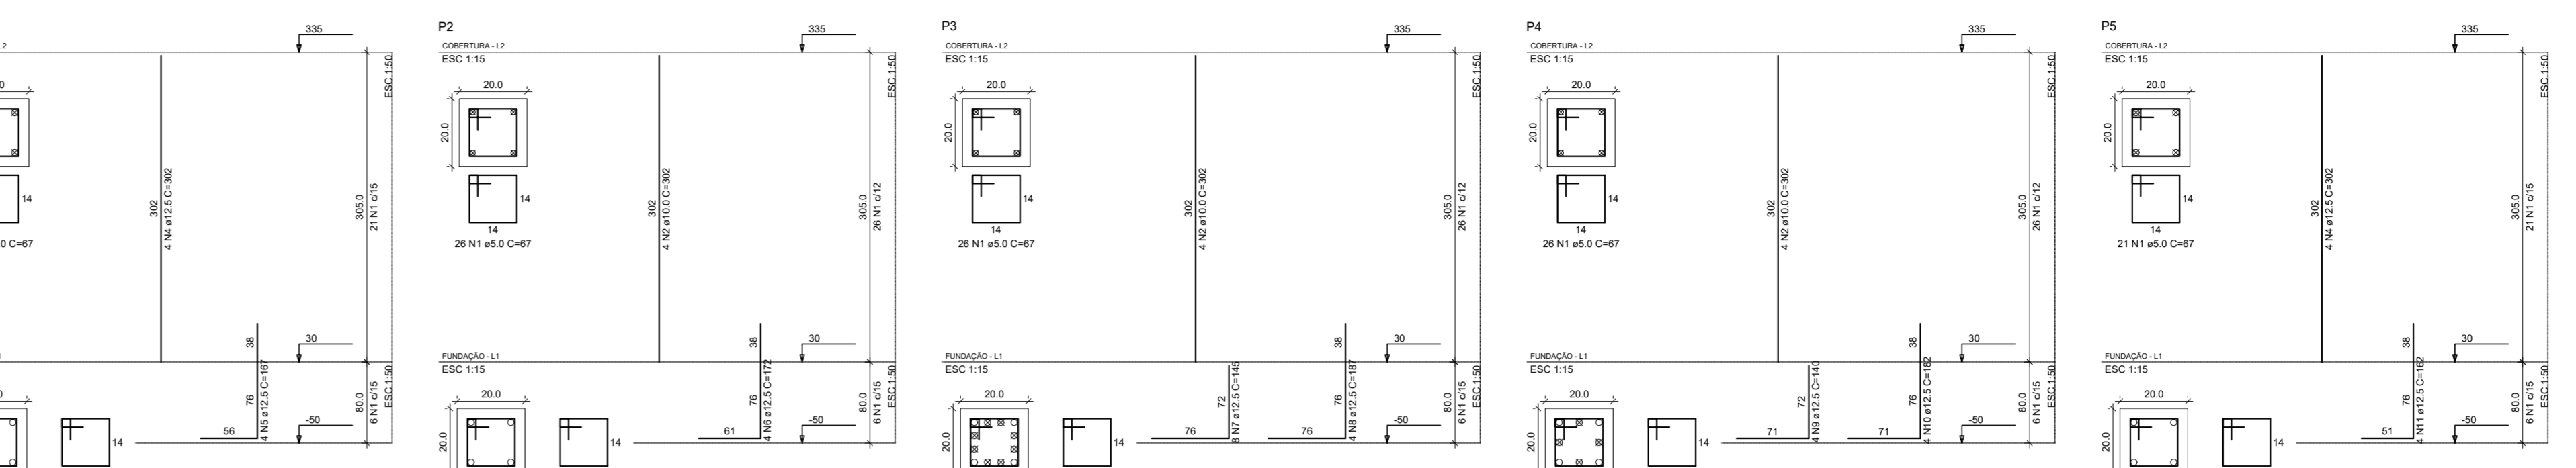 L2
335
ESC 1:50
302
4 N4 ø12.5 C=302
305.0
21 N1 c/15
14
0 C=67
38
30
76
4 N5 ø12.5 C=167
56
-50
80.0
6 N1 c/15
ESC 1:50
14
P2
COBERTURA - L2
ESC 1:15
335
ESC 1:50
20.0
20.0
14
14
26 N1 ø5.0 C=67
302
4 N2 ø10.0 C=302
305.0
26 N1 c/12
38
30
FUNDAÇÃO - L1
ESC 1:15
20.0
20.0
14
61
76
4 N6 ø12.5 C=172
-50
80.0
6 N1 c/15
ESC 1:50
P3
COBERTURA - L2
ESC 1:15
335
ESC 1:50
20.0
20.0
14
14
26 N1 ø5.0 C=67
302
4 N2 ø10.0 C=302
305.0
26 N1 c/12
38
30
FUNDAÇÃO - L1
ESC 1:15
20.0
20.0
14
76
72
8 N7 ø12.5 C=145
76
76
4 N8 ø12.5 C=187
-50
80.0
6 N1 c/15
ESC 1:50
P4
COBERTURA - L2
ESC 1:15
335
ESC 1:50
20.0
20.0
14
14
26 N1 ø5.0 C=67
302
4 N2 ø10.0 C=302
305.0
26 N1 c/12
38
30
FUNDAÇÃO - L1
ESC 1:15
20.0
20.0
14
71
72
4 N9 ø12.5 C=140
71
76
4 N10 ø12.5 C=182
-50
80.0
6 N1 c/15
ESC 1:50
P5
COBERTURA - L2
ESC 1:15
335
ESC 1:50
20.0
20.0
14
14
21 N1 ø5.0 C=67
302
4 N4 ø12.5 C=302
305.0
21 N1 c/15
38
30
FUNDAÇÃO - L1
ESC 1:15
20.0
20.0
14
51
76
4 N11 ø12.5 C=162
-50
80.0
6 N1 c/15
ESC 1:50